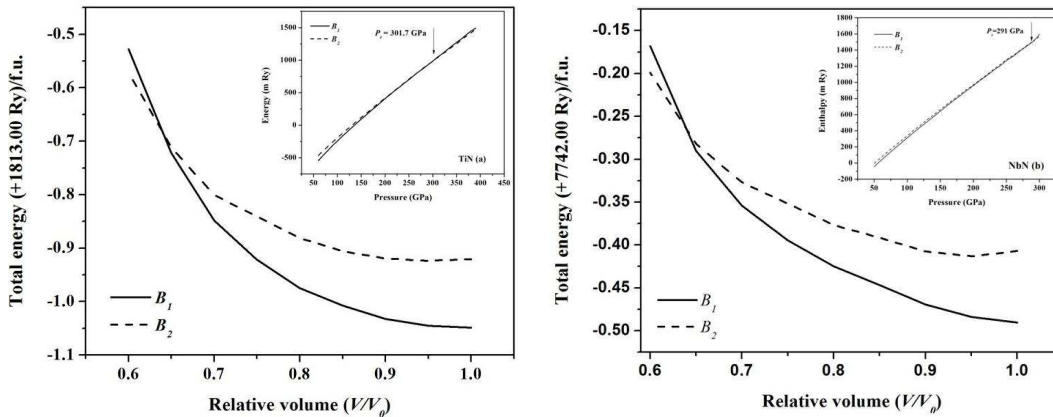 Total energy (+1813.00 Ry)/f.u.
-0.5
-0.6
-0.7
-0.8
-0.9
-1.0
-1.1
0.6 0.7 0.8 0.9 1.0
Relative volume (V/V0)
B1
B2
Energy (m Ry)
1500
1000
500
0
-500
50 100 150 200 250 300 350 400 450
Pressure (GPa)
B1
B2
Pt = 301.7 GPa
TiN (a)
Total energy (+7742.00 Ry)/f.u.
-0.15
-0.20
-0.25
-0.30
-0.35
-0.40
-0.45
-0.50
0.6 0.7 0.8 0.9 1.0
Relative volume (V/V0)
B1
B2
Enthalpy (m Ry)
1800
1600
1400
1200
1000
800
600
400
200
0
-200
0 50 100 150 200 250 300
Pressure (GPa)
B1
B2
Pt=291 GPa
NbN (b)